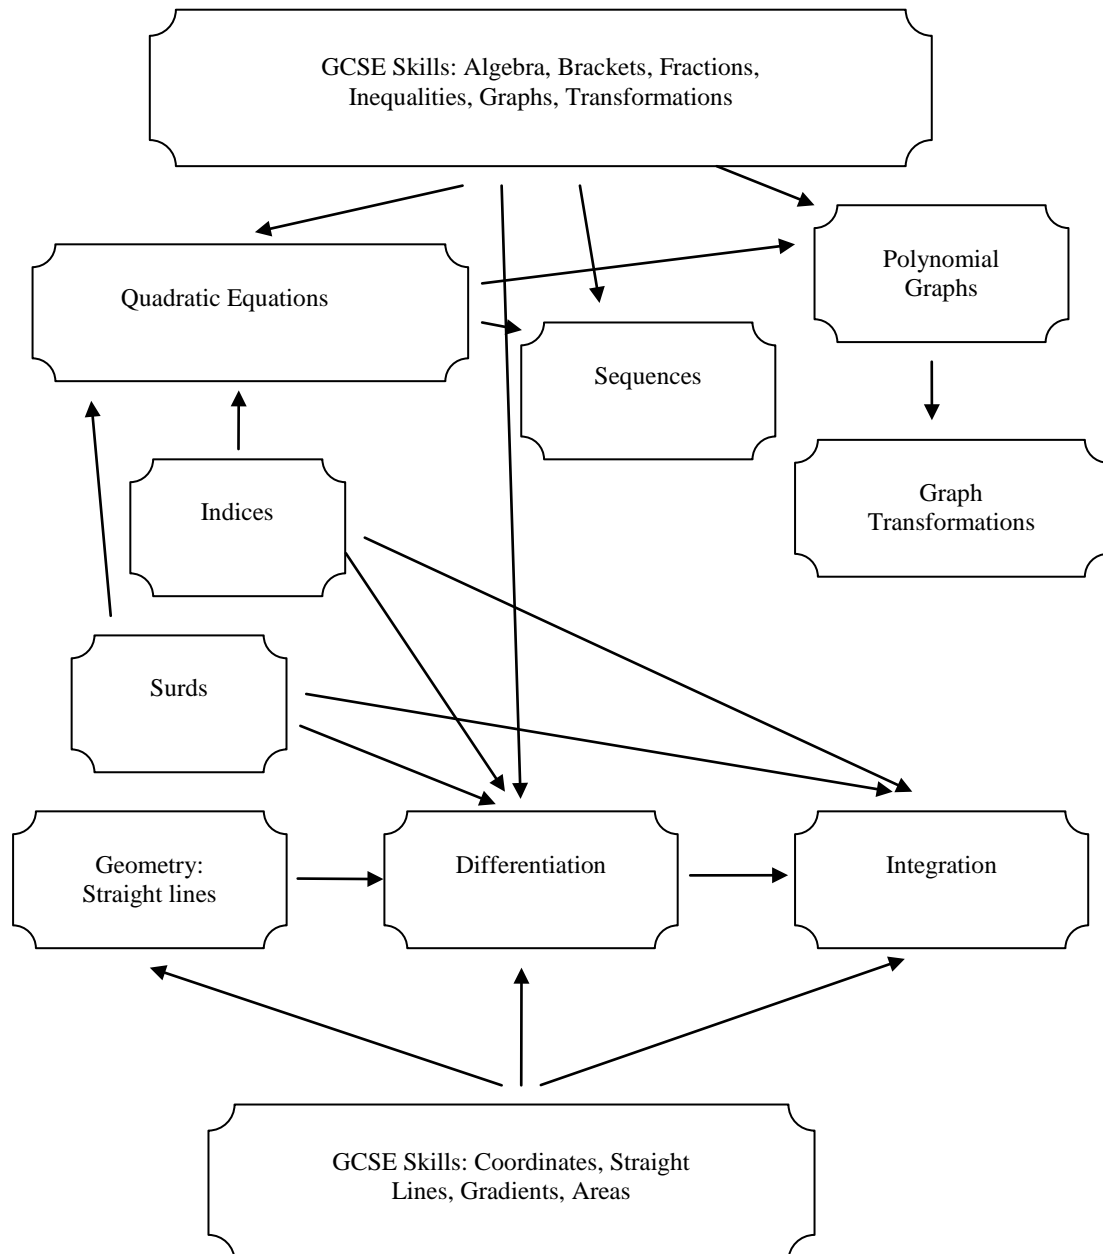 GCSE Skills: Algebra, Brackets, Fractions,
Inequalities, Graphs, Transformations
Polynomial
Graphs
Quadratic Equations
Sequences
Graph
Transformations
Indices
Surds
Geometry:
Straight lines
Differentiation
Integration
GCSE Skills: Coordinates, Straight
Lines, Gradients, Areas